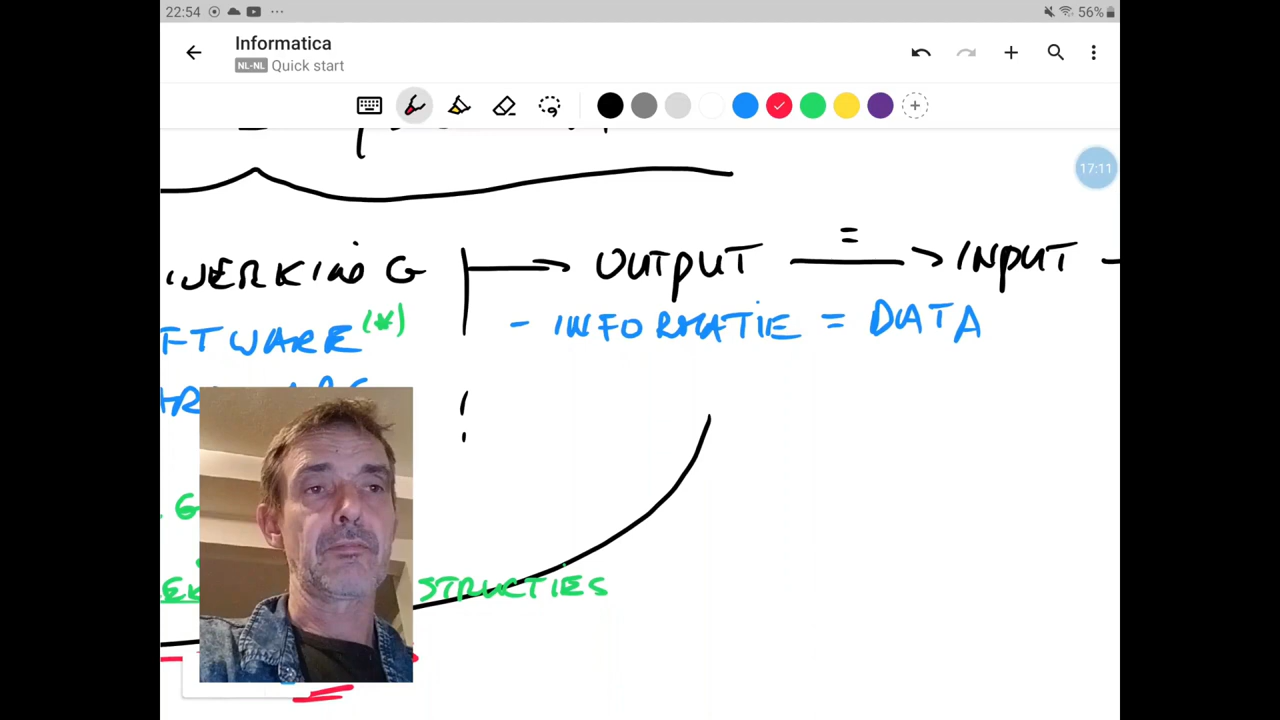 22:54 56%
Informatica
NL-NL Quick start
17:11
=
WERKING OUTPUT INPUT
FTWARE (*) - INFORMATIE = DATA
!
STRUCTIES